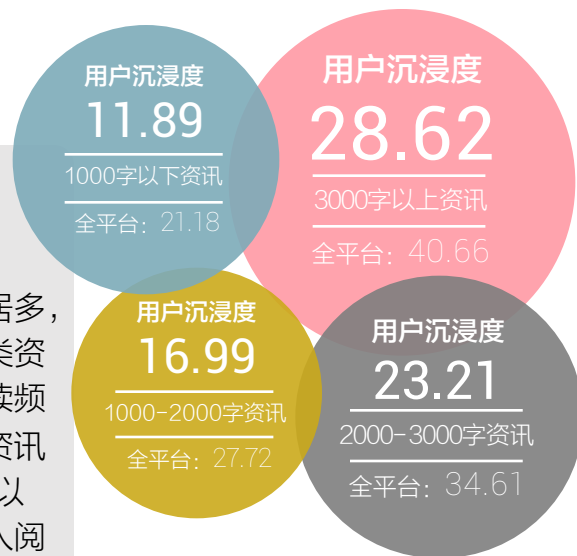 用户沉浸度
11.89
1000字以下资讯
全平台：21.18
用户沉浸度
28.62
3000字以上资讯
全平台：40.66
用户沉浸度
16.99
1000-2000字资讯
全平台：27.72
用户沉浸度
23.21
2000-3000字资讯
全平台：34.61
居多，
类资
读频
资讯
以
人阅